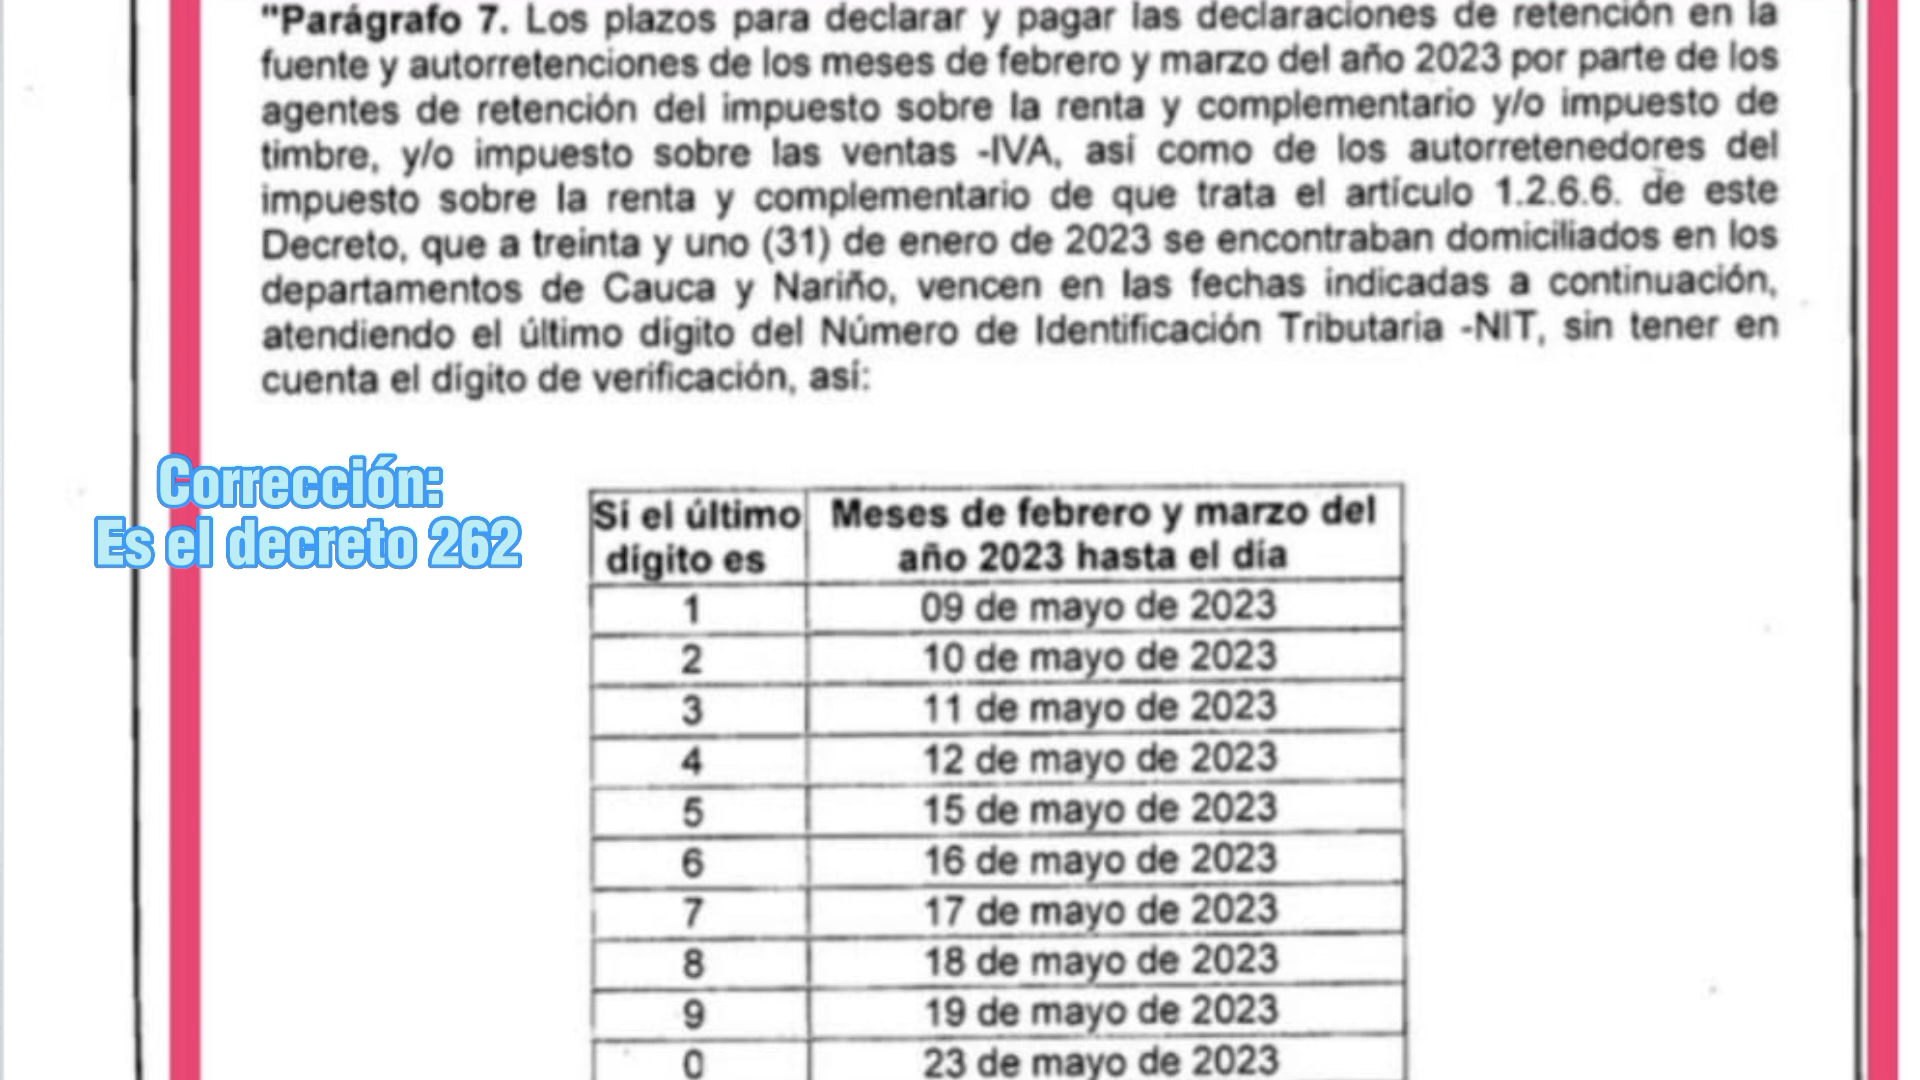 "Parágrafo 7. Los plazos para declarar y pagar las declaraciones de retención en la
fuente y autorretenciones de los meses de febrero y marzo del año 2023 por parte de los
agentes de retención del impuesto sobre la renta y complementario y/o impuesto de
timbre, y/o impuesto sobre las ventas -IVA, así como de los autorretenedores del
impuesto sobre la renta y complementario de que trata el artículo 1.2.6.6. de este
Decreto, que a treinta y uno (31) de enero de 2023 se encontraban domiciliados en los
departamentos de Cauca y Nariño, vencen en las fechas indicadas a continuación,
atendiendo el último dígito del Número de Identificación Tributaria -NIT, sin tener en
cuenta el dígito de verificación, así:
Corrección:
Es el decreto 262
Sí el último dígito es Meses de febrero y marzo del año 2023 hasta el día
1 09 de mayo de 2023
2 10 de mayo de 2023
3 11 de mayo de 2023
4 12 de mayo de 2023
5 15 de mayo de 2023
6 16 de mayo de 2023
7 17 de mayo de 2023
8 18 de mayo de 2023
9 19 de mayo de 2023
0 23 de mayo de 2023